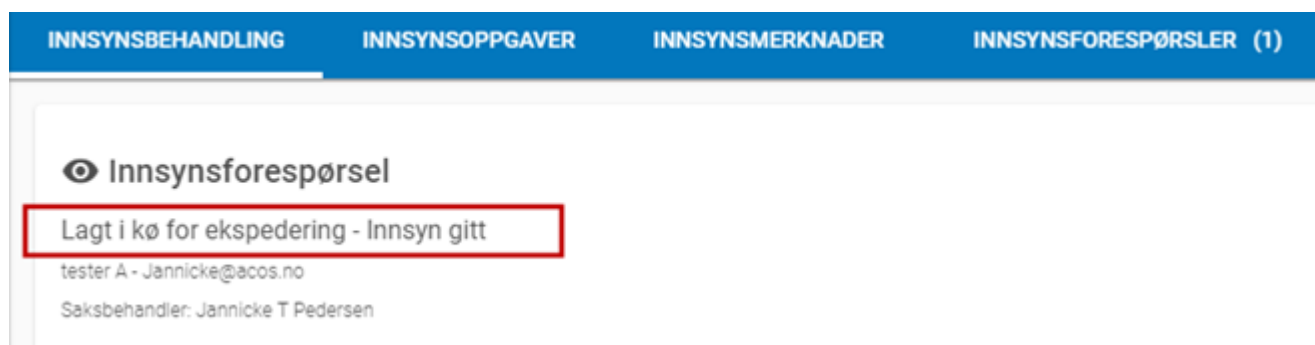 INNSYNSBEHANDLING INNSYNSOPPGAVER INNSYNSMERKNADER INNSYNSFORESPØRSLER (1)
Innsynsforespørsel
Lagt i kø for ekspedering - Innsyn gitt
tester A - Jannicke@acos.no
Saksbehandler: Jannicke T Pedersen